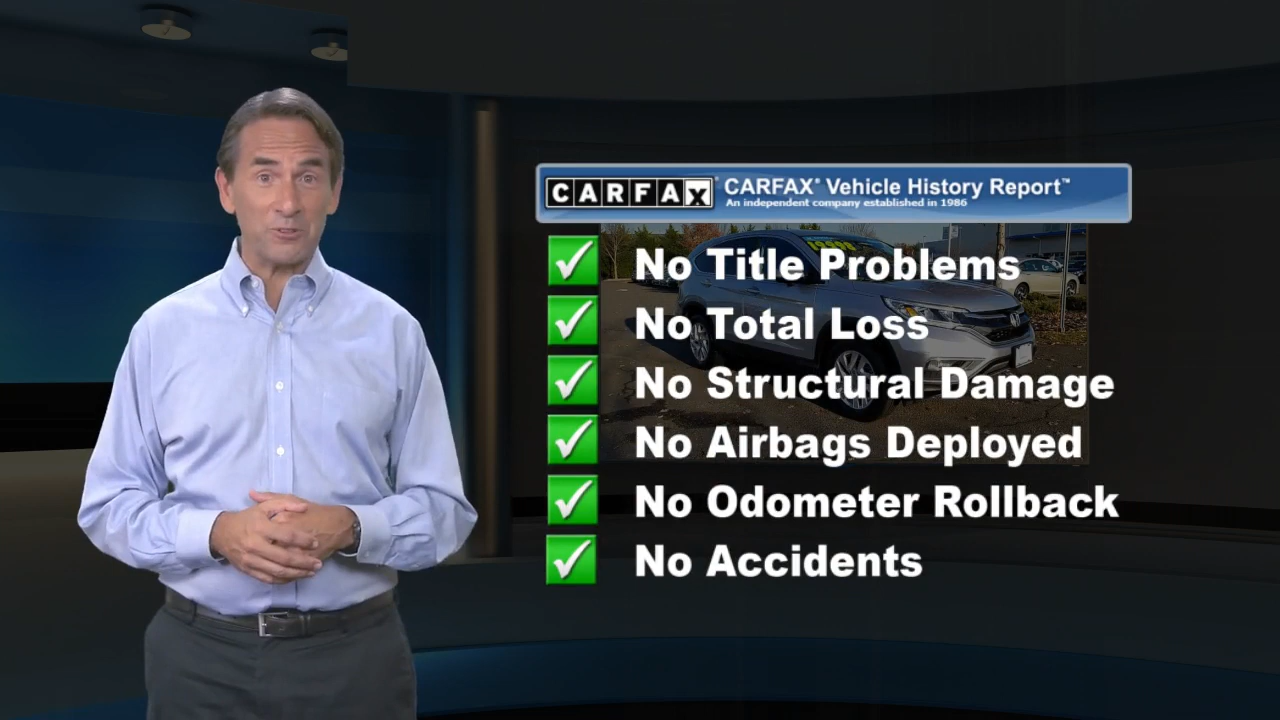 CARFAX
CARFAX® Vehicle History Report™
An independent company established in 1986
No Title Problems
No Total Loss
No Structural Damage
No Airbags Deployed
No Odometer Rollback
No Accidents